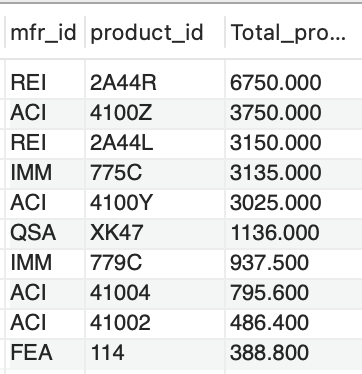 mfr_id product_id Total_pro...
REI 2A44R 6750.000
ACI 4100Z 3750.000
REI 2A44L 3150.000
IMM 775C 3135.000
ACI 4100Y 3025.000
QSA XK47 1136.000
IMM 779C 937.500
ACI 41004 795.600
ACI 41002 486.400
FEA 114 388.800